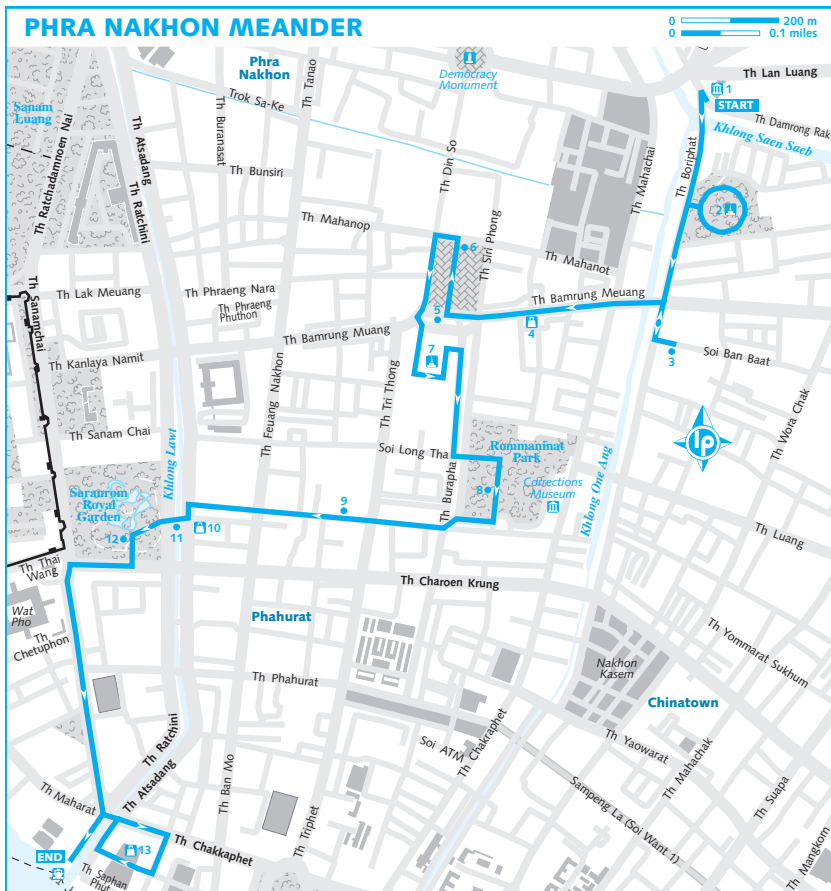 PHRA NAKHON MEANDER
0 200 m
0 0.1 miles
Phra
Nakhon
Democracy
Monument
Th Lan Luang
1
START
Th Damrong Rak
Khlong Saen Saeb
Sanam
Luang
Trok Sa-Ke
Th Tanao
Th Ratchadamnoen Nai
Th Atsadang
Th Ratchini
Th Buranasat
Th Bunsiri
Th Din So
Th Mahachai
Th Boriphat
2
Th Mahanop
6
Th Siri Phong
Th Mahanot
Th Sanamchai
Th Lak Meuang
Th Phraeng Nara
Th Phraeng
Phuthon
Th Bamrung Meuang
5
4
Th Bamrung Muang
7
3
Soi Ban Baat
Th Kanlaya Namit
Th Feuang Nakhon
Th Tri Thong
Th Wora Chak
lp
Th Sanam Chai
Soi Long Tha
Rommaninat
Park
Khlong Lawt
Saranrom
Royal
Garden
Th Burapha
8
Corrections
Museum
Khlong One Ang
9
10
11
12
Th Luang
Th Thai
Wang
Th Charoen Krung
Wat
Pho
Th
Chetuphon
Phahurat
Th Yommarat Sukhum
Nakhon
Kasem
Chinatown
Th Phahurat
Th Ratchini
Th Atsadang
Th Ban Mo
Soi ATM
Th Chakraphet
Th Yaowarat
Th Mahachak
Th Suapa
Sampeng La (Soi Want 1)
Th Mangkon
Th Maharat
Th Triphet
Th Chakkaphet
13
END
Th Saphan
Phut